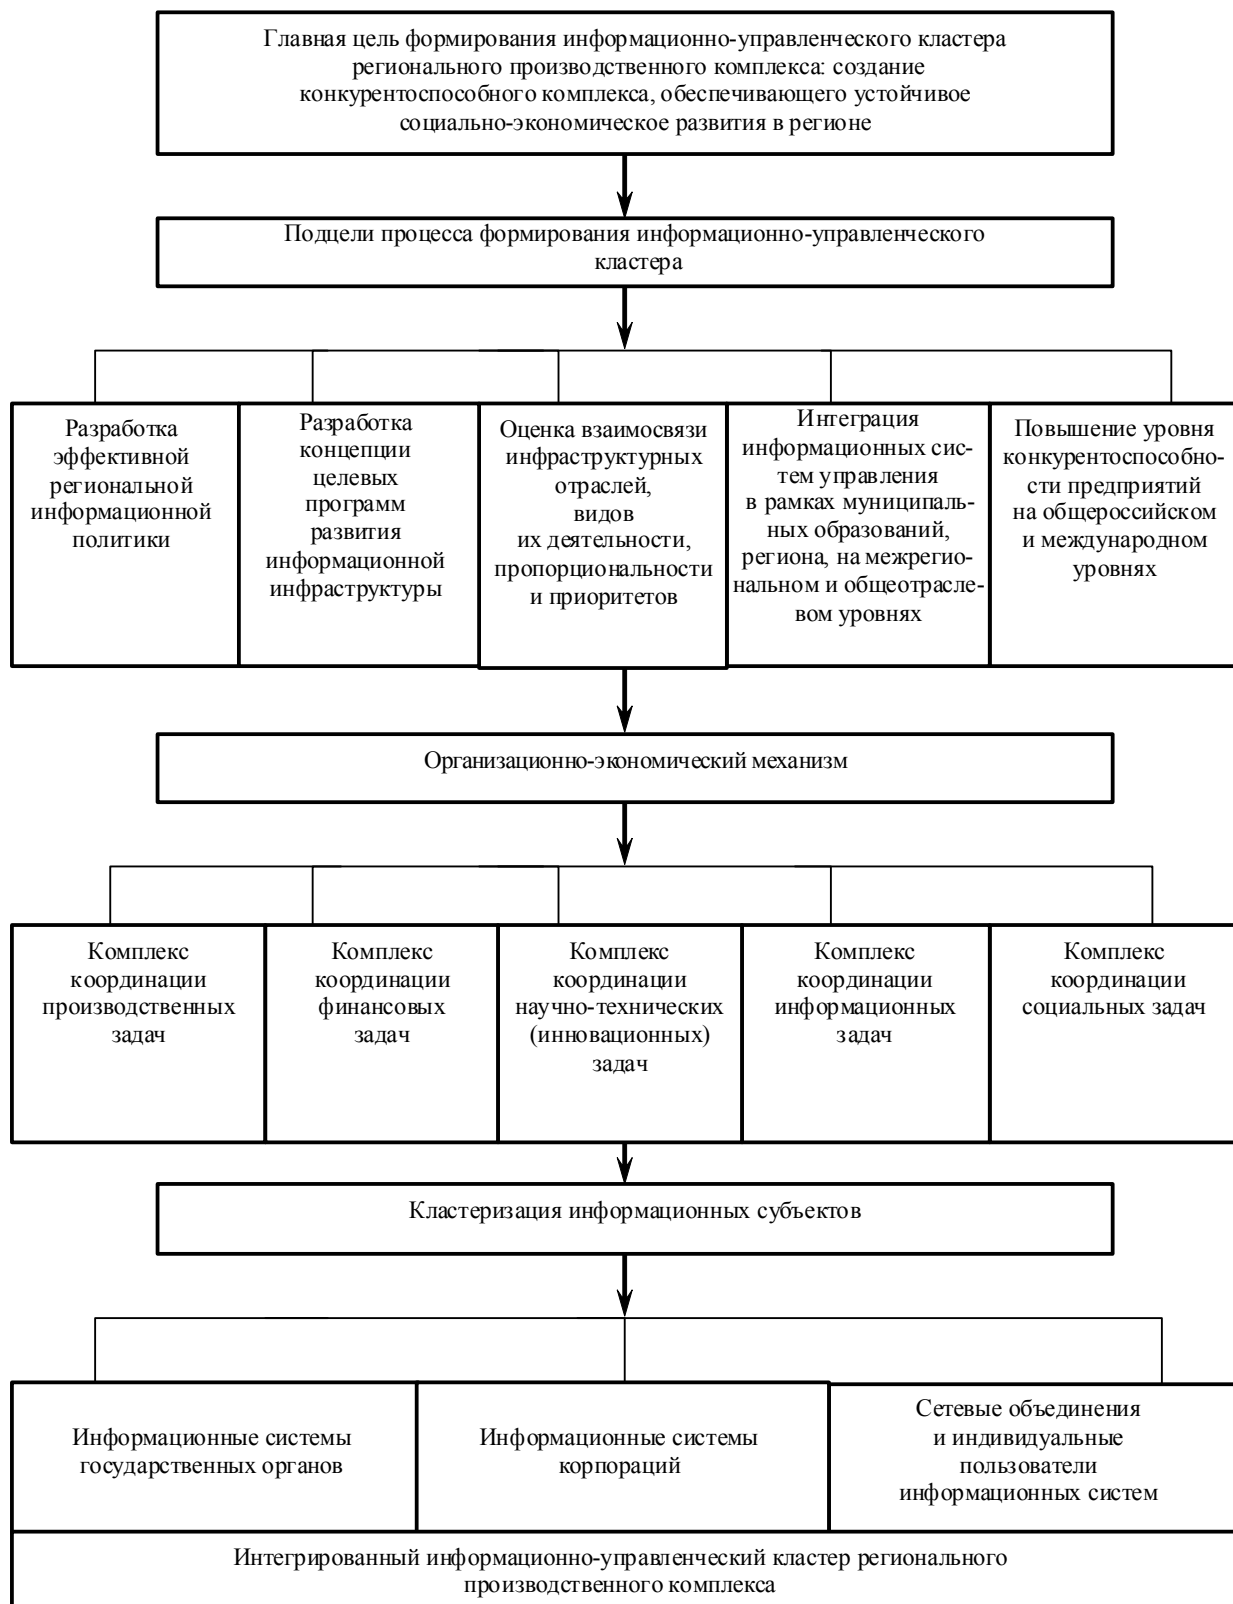 Главная цель формирования информационно-управленческого кластера
регионального производственного комплекса: создание
конкурентоспособного комплекса, обеспечивающего устойчивое
социально-экономическое развития в регионе
Подцели процесса формирования информационно-управленческого
кластера
Разработка
эффективной
региональной
информационной
политики
Разработка
концепции
целевых
программ
развития
информационной
инфраструктуры
Оценка взаимосвязи
инфраструктурных
отраслей,
видов
их деятельности,
пропорциональности
и приоритетов
Интеграция
информационных сис-
тем управления
в рамках муниципаль-
ных образований,
региона, на межрегио-
нальном и общеотрасле-
вом уровнях
Повышение уровня
конкурентоспособно-
сти предприятий
на общероссийском
и международном
уровнях
Организационно-экономический механизм
Комплекс
координации
производственных
задач
Комплекс
координации
финансовых
задач
Комплекс
координации
научно-технических
(инновационных)
задач
Комплекс
координации
информационных
задач
Комплекс
координации
социальных задач
Кластеризация информационных субъектов
Информационные системы
государственных органов
Информационные системы
корпораций
Сетевые объединения
и индивидуальные
пользователи
информационных систем
Интегрированный информационно-управленческий кластер регионального
производственного комплекса